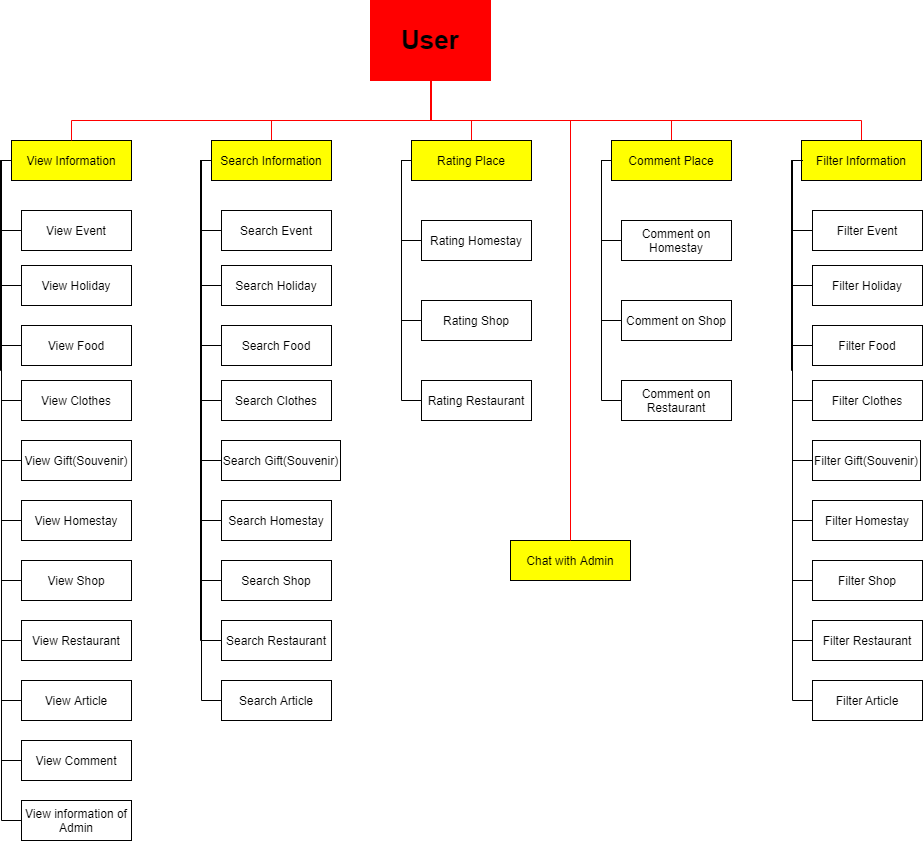 User
View Information
Search Information
Rating Place
Comment Place
Filter Information
View Event
View Holiday
View Food
View Clothes
View Gift(Souvenir)
View Homestay
View Shop
View Restaurant
View Article
View Comment
View information of
Admin
Search Event
Search Holiday
Search Food
Search Clothes
Search Gift(Souvenir)
Search Homestay
Search Shop
Search Restaurant
Search Article
Rating Homestay
Rating Shop
Rating Restaurant
Chat with Admin
Comment on
Homestay
Comment on Shop
Comment on
Restaurant
Filter Event
Filter Holiday
Filter Food
Filter Clothes
Filter Gift(Souvenir)
Filter Homestay
Filter Shop
Filter Restaurant
Filter Article